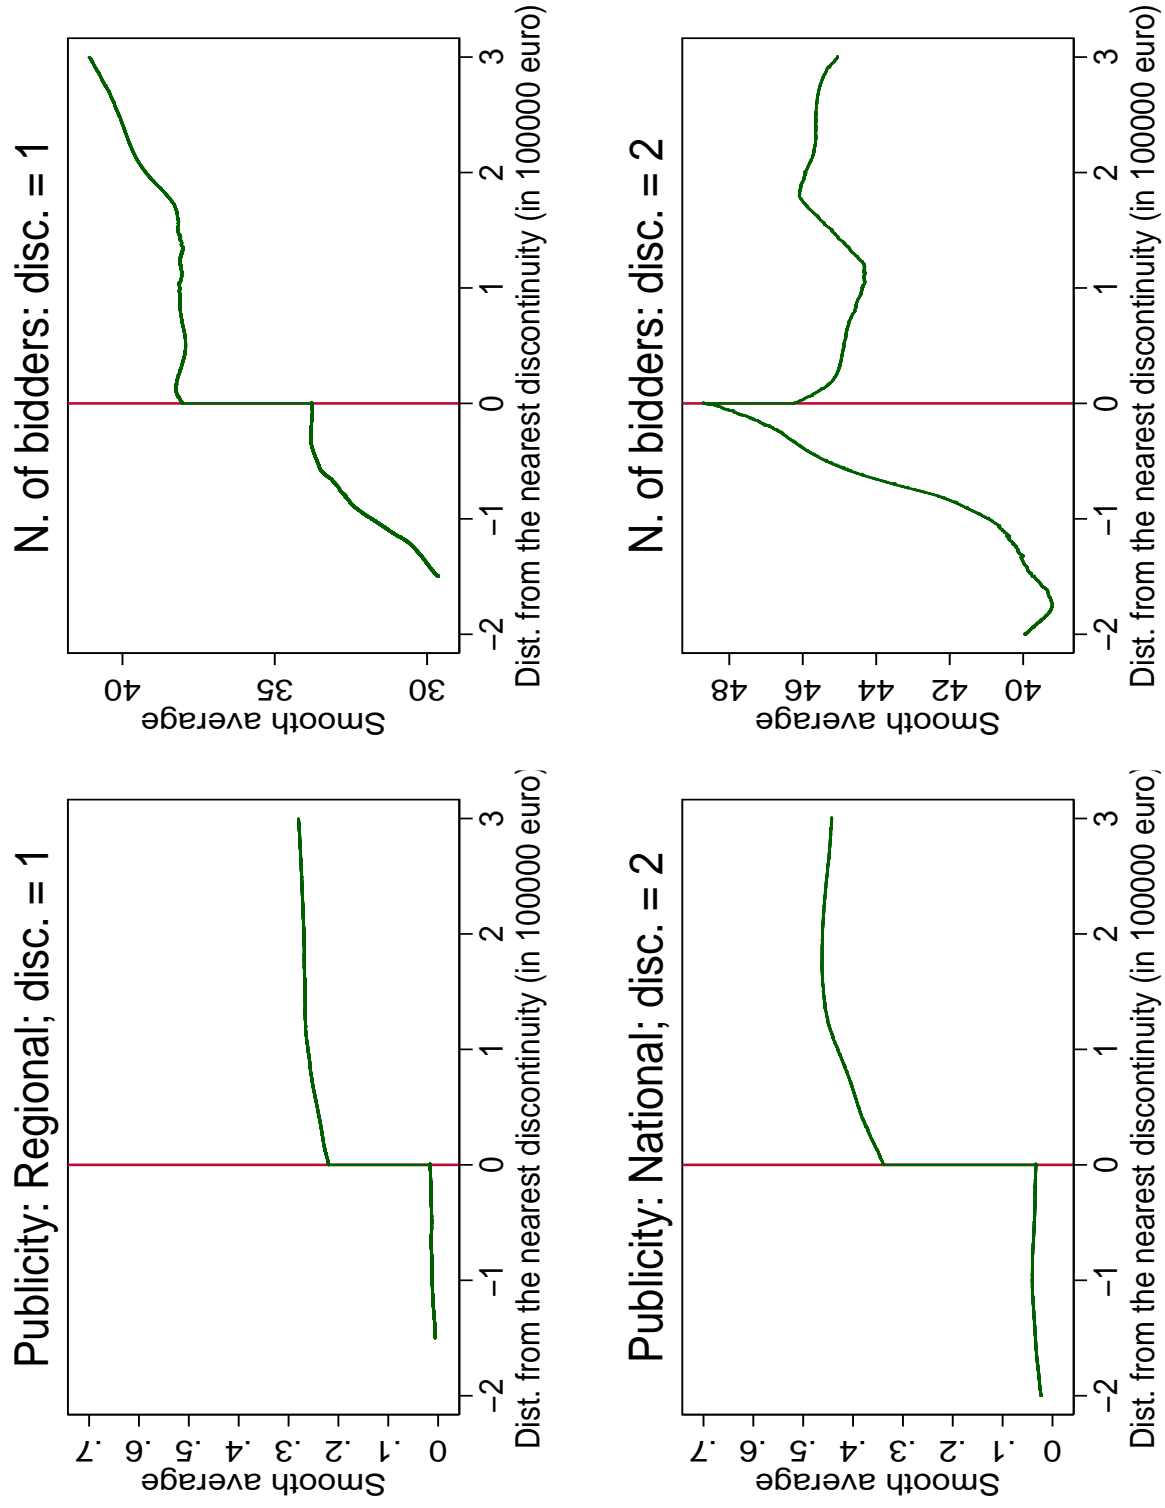 Publicity: Regional; disc. = 1
Smooth average
0 .1 .2 .3 .4 .5 .6 .7
−2 −1 0 1 2 3
Dist. from the nearest discontinuity (in 100000 euro)
N. of bidders: disc. = 1
Smooth average
30 35 40
−2 −1 0 1 2 3
Dist. from the nearest discontinuity (in 100000 euro)
Publicity: National; disc. = 2
Smooth average
0 .1 .2 .3 .4 .5 .6 .7
−2 −1 0 1 2 3
Dist. from the nearest discontinuity (in 100000 euro)
N. of bidders: disc. = 2
Smooth average
40 42 44 46 48
−2 −1 0 1 2 3
Dist. from the nearest discontinuity (in 100000 euro)